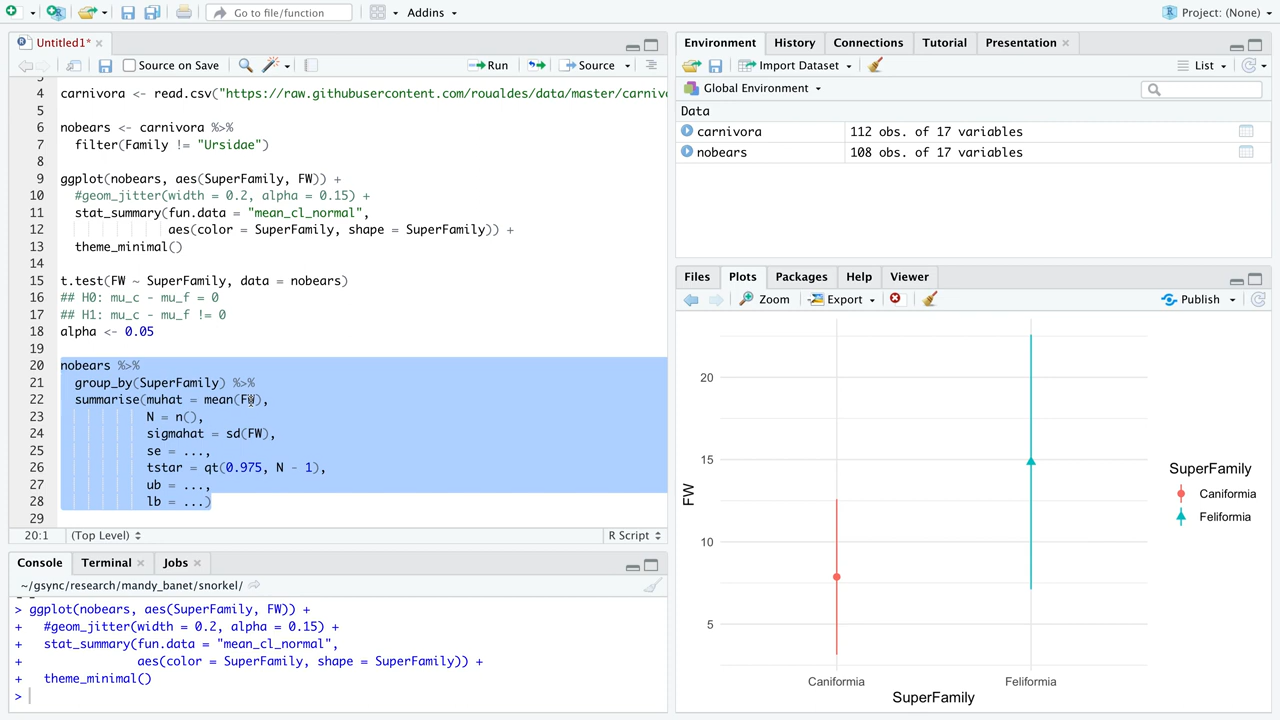 Go to file/function
Addins
Project: (None)
Untitled1*
Source on Save
Run
Source
3
4 carnivora <- read.csv("https://raw.githubusercontent.com/roualdes/data/master/carnivo
5
6 nobears <- carnivora %>%
7 filter(Family != "Ursidae")
8
9 ggplot(nobears, aes(SuperFamily, FW)) +
10 #geom_jitter(width = 0.2, alpha = 0.15) +
11 stat_summary(fun.data = "mean_cl_normal",
12 aes(color = SuperFamily, shape = SuperFamily)) +
13 theme_minimal()
14
15 t.test(FW ~ SuperFamily, data = nobears)
16 ## H0: mu_c - mu_f = 0
17 ## H1: mu_c - mu_f != 0
18 alpha <- 0.05
19
20 nobears %>%
21 group_by(SuperFamily) %>%
22 summarise(muhat = mean(FW),
23 N = n(),
24 sigmahat = sd(FW),
25 se = ...,
26 tstar = qt(0.975, N - 1),
27 ub = ...,
28 lb = ...)
29
20:1 (Top Level) R Script
Console Terminal Jobs
~/gsync/research/mandy_banet/snorkel/
> ggplot(nobears, aes(SuperFamily, FW)) +
+ #geom_jitter(width = 0.2, alpha = 0.15) +
+ stat_summary(fun.data = "mean_cl_normal",
+ aes(color = SuperFamily, shape = SuperFamily)) +
+ theme_minimal()
>
Environment History Connections Tutorial Presentation
Import Dataset List
Global Environment
Data
carnivora 112 obs. of 17 variables
nobears 108 obs. of 17 variables
Files Plots Packages Help Viewer
Zoom Export Publish
20
15
10
5
FW
Caniformia Feliformia
SuperFamily
SuperFamily
Caniformia
Feliformia